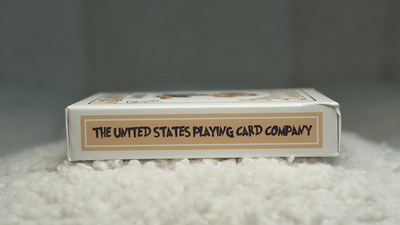 THE UNITED STATES PLAYING CARD COMPANY